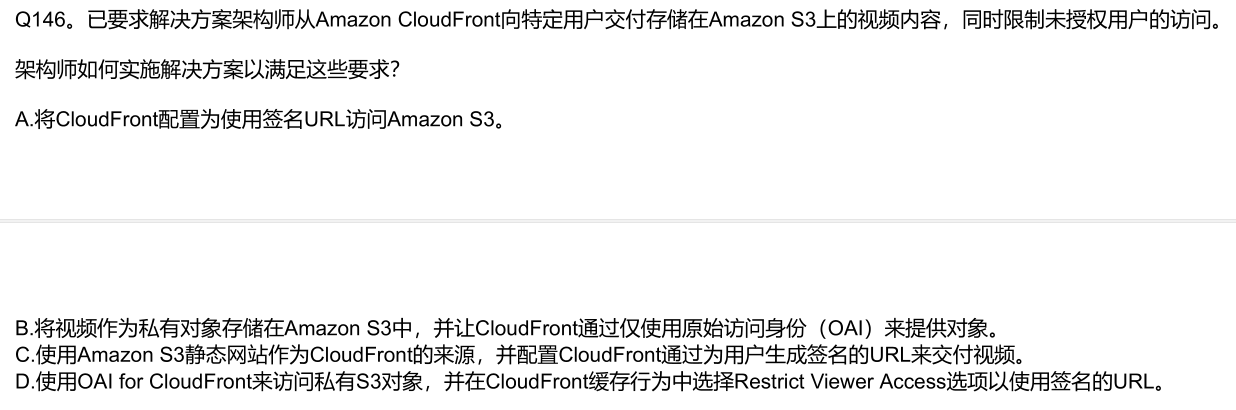 Q146。已要求解决方案架构师从Amazon CloudFront向特定用户交付存储在Amazon S3上的视频内容，同时限制未授权用户的访问。
架构师如何实施解决方案以满足这些要求？
A.将CloudFront配置为使用签名URL访问Amazon S3。
B.将视频作为私有对象存储在Amazon S3中，并让CloudFront通过仅使用原始访问身份（OAI）来提供对象。
C.使用Amazon S3静态网站作为CloudFront的来源，并配置CloudFront通过为用户生成签名的URL来交付视频。
D.使用OAI for CloudFront来访问私有S3对象，并在CloudFront缓存行为中选择Restrict Viewer Access选项以使用签名的URL。